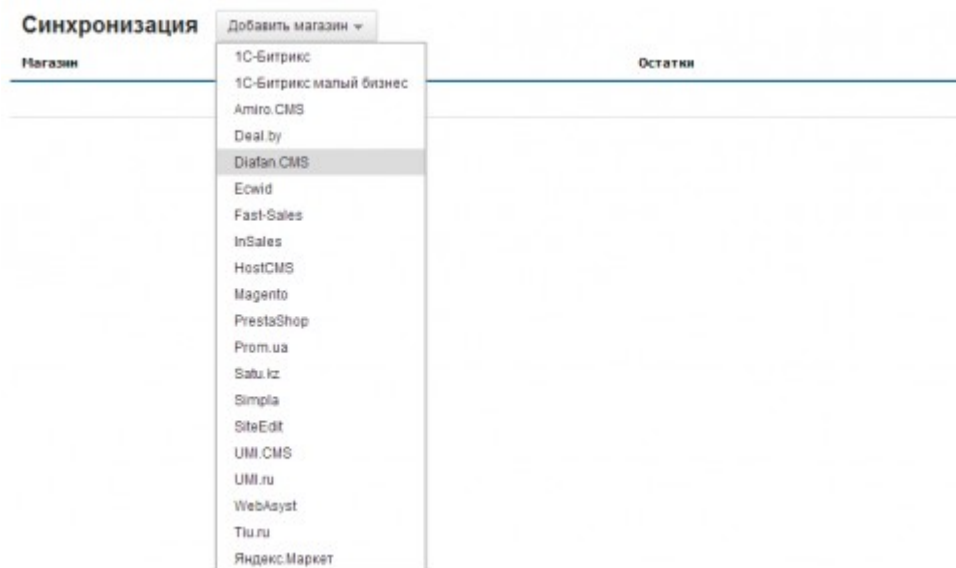 Синхронизация Добавить магазин
Магазин Остатки
1С-Битрикс
1С-Битрикс малый бизнес
Amiro.CMS
Deal.by
Diafan.CMS
Ecwid
Fast-Sales
InSales
HostCMS
Magento
PrestaShop
Prom.ua
Satu.kz
Simpla
SiteEdit
UMI.CMS
UMI.ru
WebAsyst
Tiu.ru
Яндекс.Маркет